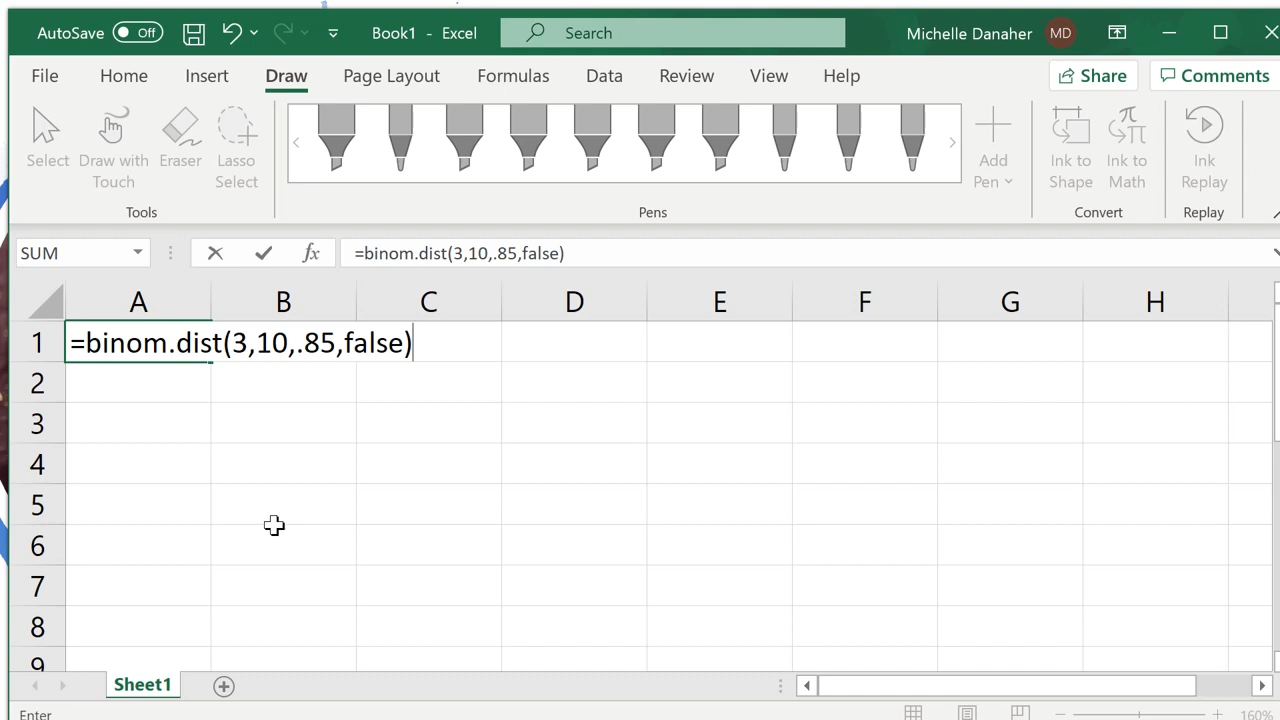 AutoSave Off Book1 - Excel Search Michelle Danaher MD
File Home Insert Draw Page Layout Formulas Data Review View Help Share Comments
Select Draw with Touch Eraser Lasso Select Add Pen Ink to Shape Ink to Math Ink Replay
Tools Pens Convert Replay
SUM fx =binom.dist(3,10,.85,false)
A B C D E F G H
1 =binom.dist(3,10,.85,false)
2
3
4
5
6
7
8
9
Sheet1
Enter 160%